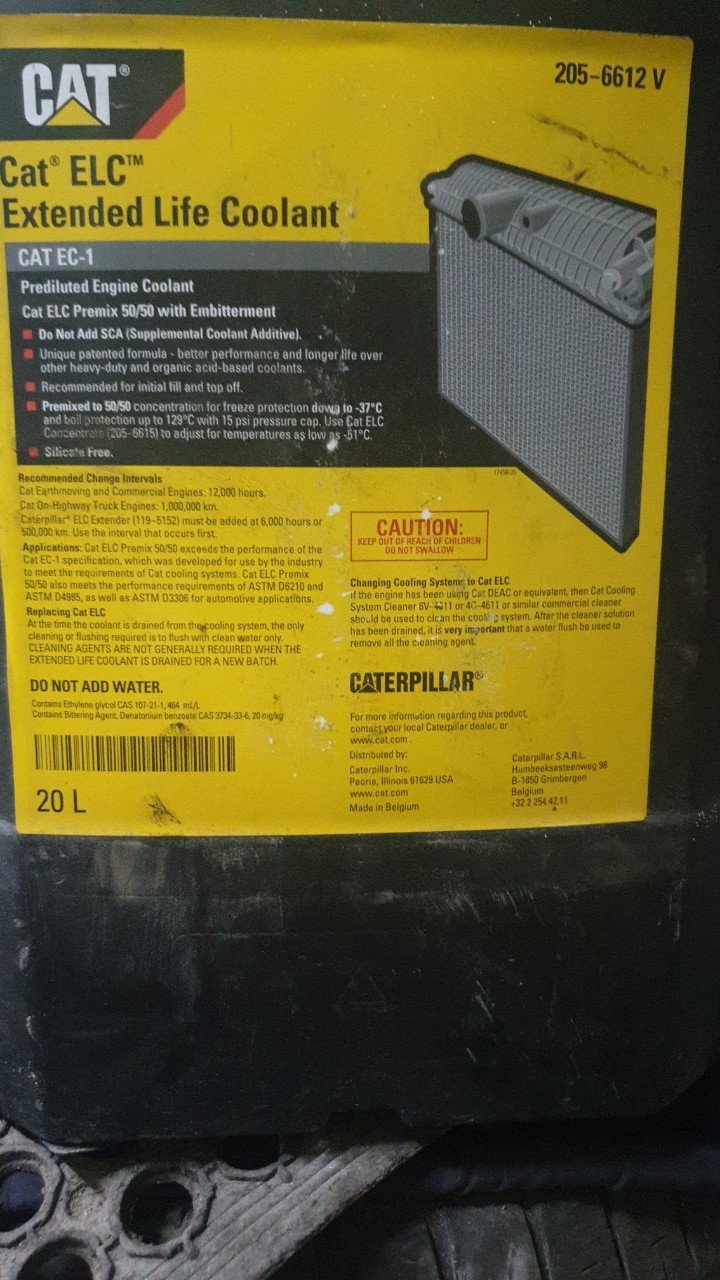 CAT®
205-6612 V
Cat® ELC™
Extended Life Coolant
CAT EC-1
Prediluted Engine Coolant
Cat ELC Premix 50/50 with Embitterment
Do Not Add SCA (Supplemental Coolant Additive).
Unique patented formula - better performance and longer life over
other heavy-duty and organic acid-based coolants.
Recommended for initial fill and top off.
Premixed to 50/50 concentration for freeze protection down to -37°C
and boil protection up to 129°C with 15 psi pressure cap. Use Cat ELC
Concentrate (205-6615) to adjust for temperatures as low as -51°C.
Silicate Free.
Recommended Change Intervals
Cat Earthmoving and Commercial Engines: 12,000 hours.
Cat On-Highway Truck Engines: 1,000,000 km.
Caterpillar® ELC Extender (119-5152) must be added at 6,000 hours or
500,000 km. Use the interval that occurs first.
Applications: Cat ELC Premix 50/50 exceeds the performance of the
Cat EC-1 specification, which was developed for use by the industry
to meet the requirements of Cat cooling systems. Cat ELC Premix
50/50 also meets the performance requirements of ASTM D6210 and
ASTM D4985, as well as ASTM D3306 for automotive applications.
Replacing Cat ELC
At the time the coolant is drained from the cooling system, the only
cleaning or flushing required is to flush with clean water only.
CLEANING AGENTS ARE NOT GENERALLY REQUIRED WHEN THE
EXTENDED LIFE COOLANT IS DRAINED FOR A NEW BATCH.
DO NOT ADD WATER.
Contains Ethylene glycol CAS 107-21-1, 464 mL/L
Contains Bittering Agent, Denatonium benzoate CAS 3734-33-6, 20 mg/kg
20 L
CAUTION:
KEEP OUT OF REACH OF CHILDREN
DO NOT SWALLOW
Changing Cooling Systems to Cat ELC
If the engine has been using Cat DEAC or equivalent, then Cat Cooling
System Cleaner 6V-4511 or 4C-4611 or similar commercial cleaner
should be used to clean the cooling system. After the cleaner solution
has been drained, it is very important that a water flush be used to
remove all the cleaning agent.
CATERPILLAR®
For more information regarding this product,
contact your local Caterpillar dealer, or
www.cat.com.
Distributed by:
Caterpillar Inc.
Peoria, Illinois 61629 USA
www.cat.com
Made in Belgium
Caterpillar S.A.R.L.
Humbeeksesteenweg 98
B-1850 Grimbergen
Belgium
+32 2 254.42.11